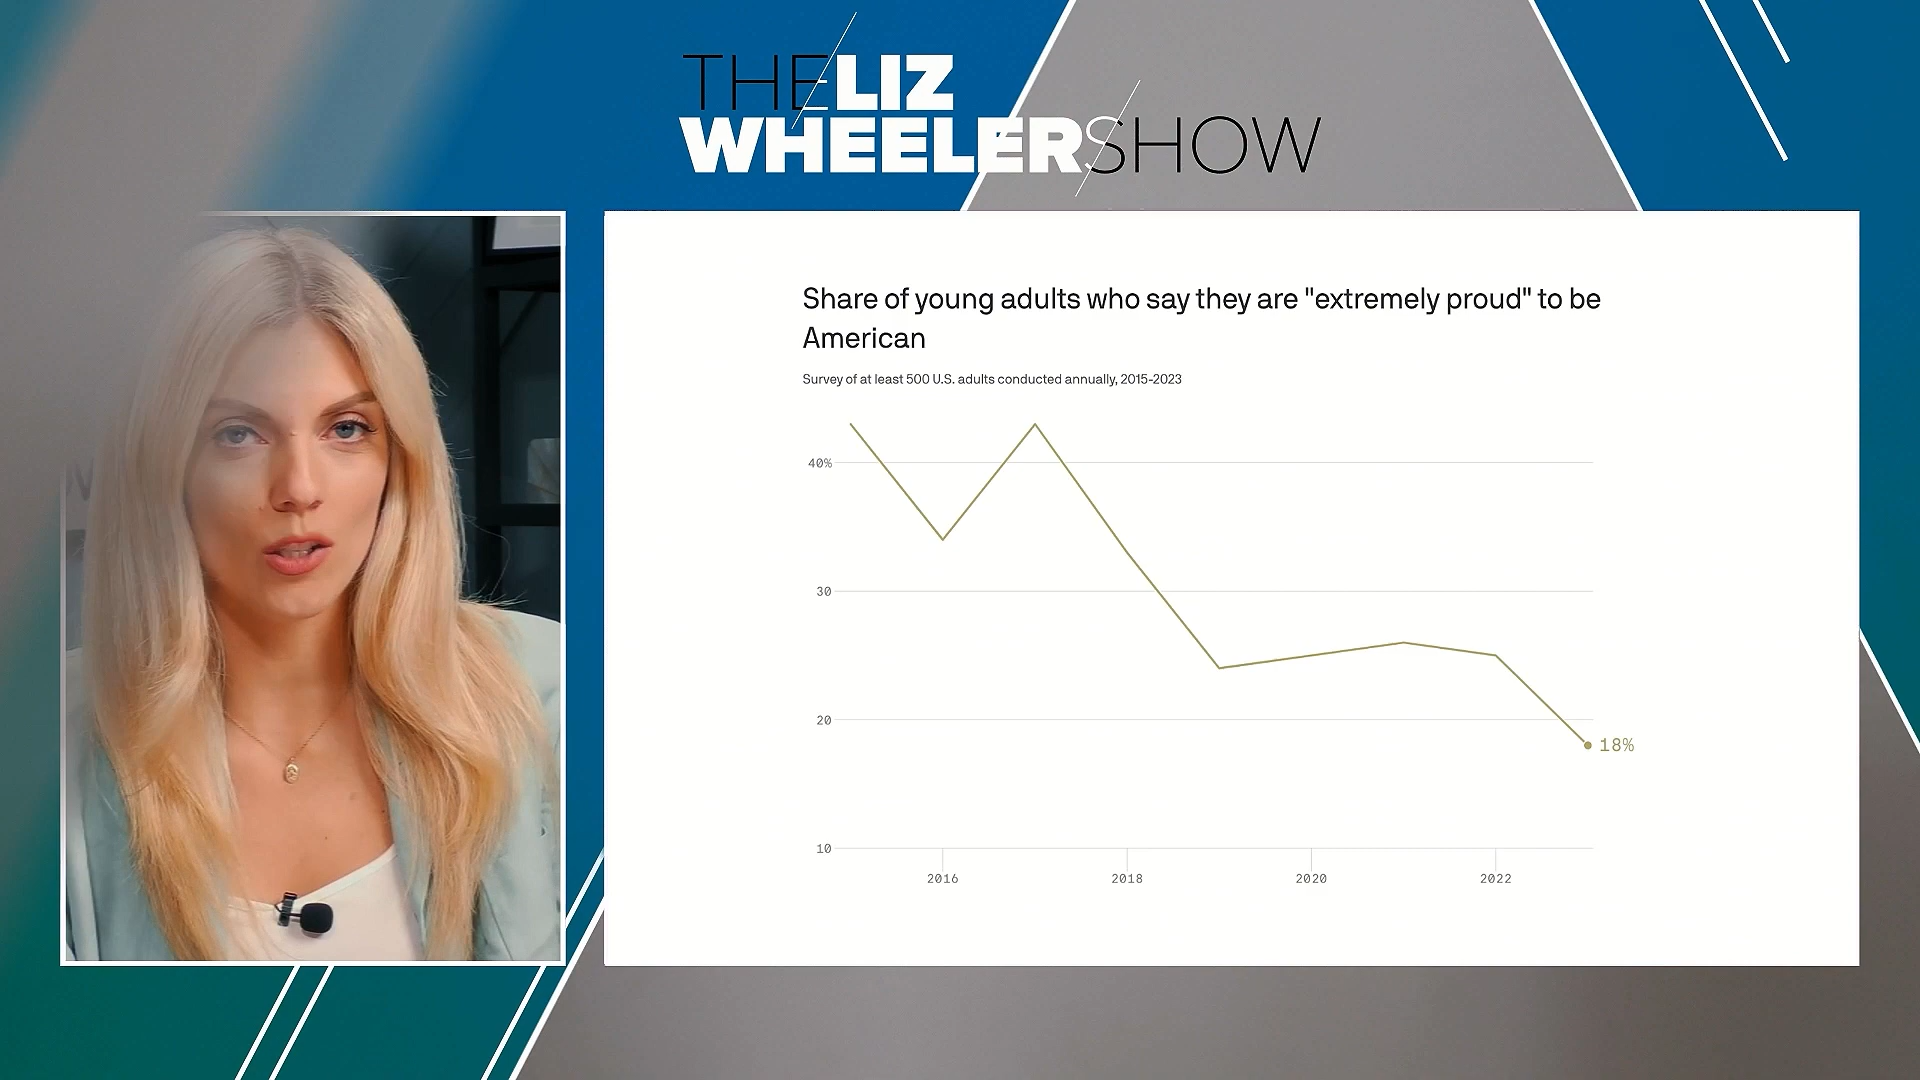 THE LIZ
WHEELER SHOW
Share of young adults who say they are "extremely proud" to be
American
Survey of at least 500 U.S. adults conducted annually, 2015-2023
40%
30
20
18%
10
2016 2018 2020 2022